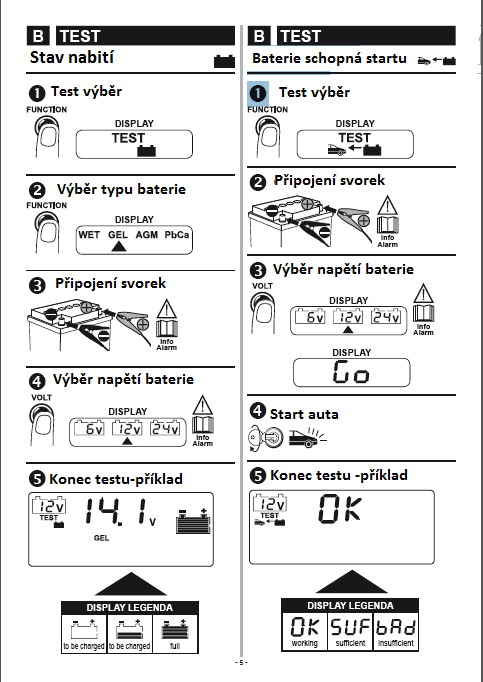 B TEST
Stav nabití
1 Test výběr
FUNCTION
DISPLAY
TEST
2 Výběr typu baterie
FUNCTION
DISPLAY
WET GEL AGM PbCa
3 Připojení svorek
Info
Alarm
4 Výběr napětí baterie
VOLT
DISPLAY
6v 12v 24v
Info
Alarm
5 Konec testu-příklad
12v
TEST
14.1 V
GEL
DISPLAY LEGENDA
to be charged to be charged full
B TEST
Baterie schopná startu
1 Test výběr
FUNCTION
DISPLAY
TEST
2 Připojení svorek
Info
Alarm
3 Výběr napětí baterie
VOLT
DISPLAY
6v 12v 24v
Info
Alarm
DISPLAY
Go
4 Start auta
5 Konec testu -příklad
12v
TEST
OK
DISPLAY LEGENDA
OK SUF bAd
working sufficient insufficient
- 5 -